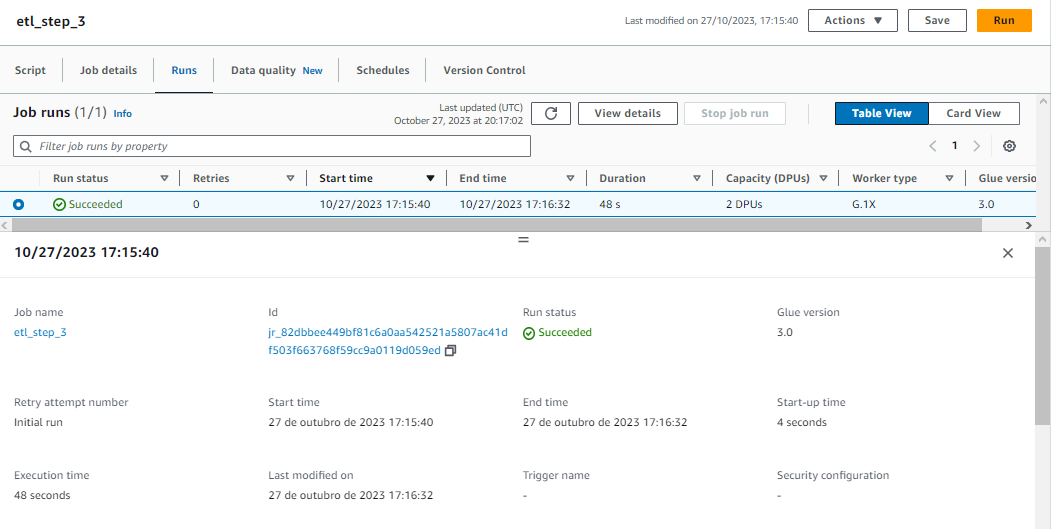 etl_step_3
Last modified on 27/10/2023, 17:15:40
Actions
Save
Run
Script
Job details
Runs
Data quality New
Schedules
Version Control
Job runs (1/1) Info
Last updated (UTC)
October 27, 2023 at 20:17:02
View details
Stop job run
Table View
Card View
Filter job runs by property
1
Run status Retries Start time End time Duration Capacity (DPUs) Worker type Glue versio
Succeeded 0 10/27/2023 17:15:40 10/27/2023 17:16:32 48 s 2 DPUs G.1X 3.0
10/27/2023 17:15:40
Job name
etl_step_3
Id
jr_82dbbee449bf81c6a0aa542521a5807ac41d
f503f663768f59cc9a0119d059ed
Run status
Succeeded
Glue version
3.0
Retry attempt number
Initial run
Start time
27 de outubro de 2023 17:15:40
End time
27 de outubro de 2023 17:16:32
Start-up time
4 seconds
Execution time
48 seconds
Last modified on
27 de outubro de 2023 17:16:32
Trigger name
-
Security configuration
-